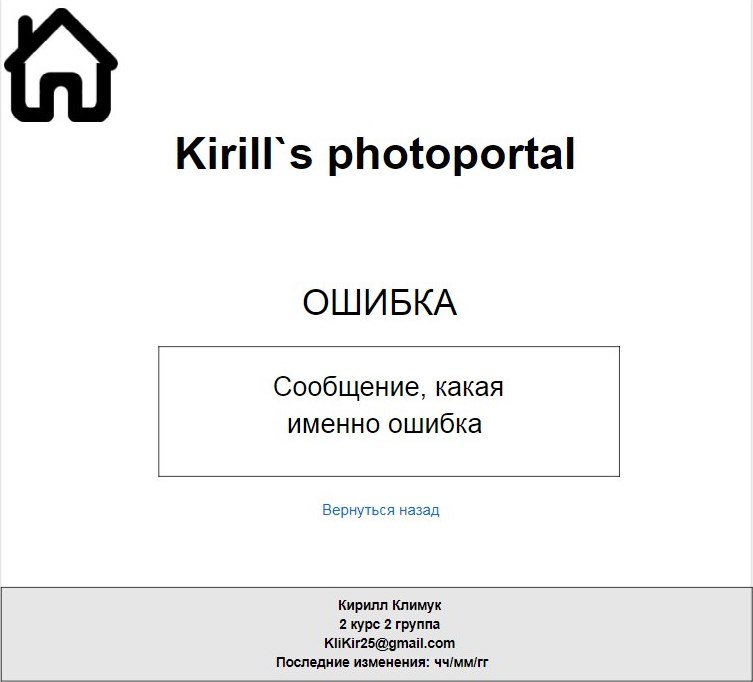 Kirill`s photoportal
ОШИБКА
Сообщение, какая
именно ошибка
Вернуться назад
Кирилл Климук
2 курс 2 группа
KliKir25@gmail.com
Последние изменения: чч/мм/гг